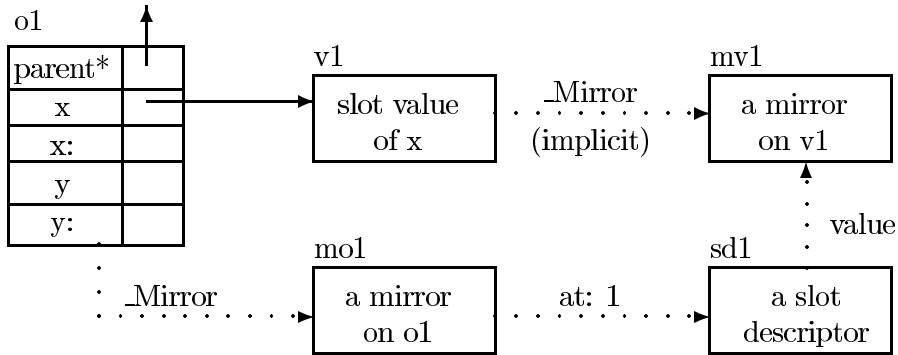 o1
parent*
x
x:
y
y:
v1
slot value
of x
_Mirror
(implicit)
mv1
a mirror
on v1
value
_Mirror
mo1
a mirror
on o1
at: 1
sd1
a slot
descriptor